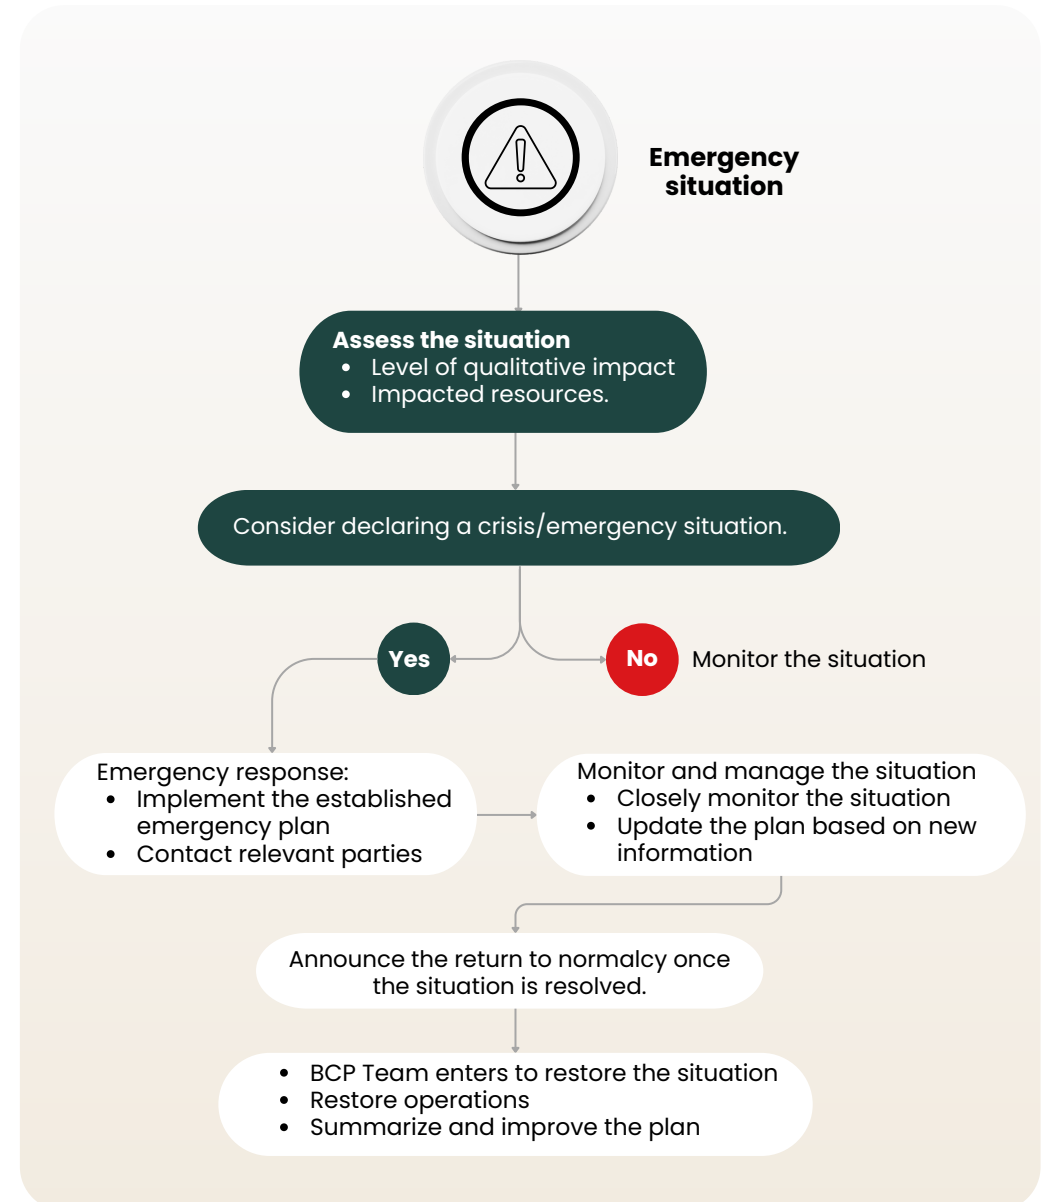 Emergency
situation
Assess the situation
• Level of qualitative impact
• Impacted resources.
Consider declaring a crisis/emergency situation.
Yes
No
Monitor the situation
Emergency response:
• Implement the established
emergency plan
• Contact relevant parties
Monitor and manage the situation
• Closely monitor the situation
• Update the plan based on new
information
Announce the return to normalcy once
the situation is resolved.
• BCP Team enters to restore the situation
• Restore operations
• Summarize and improve the plan